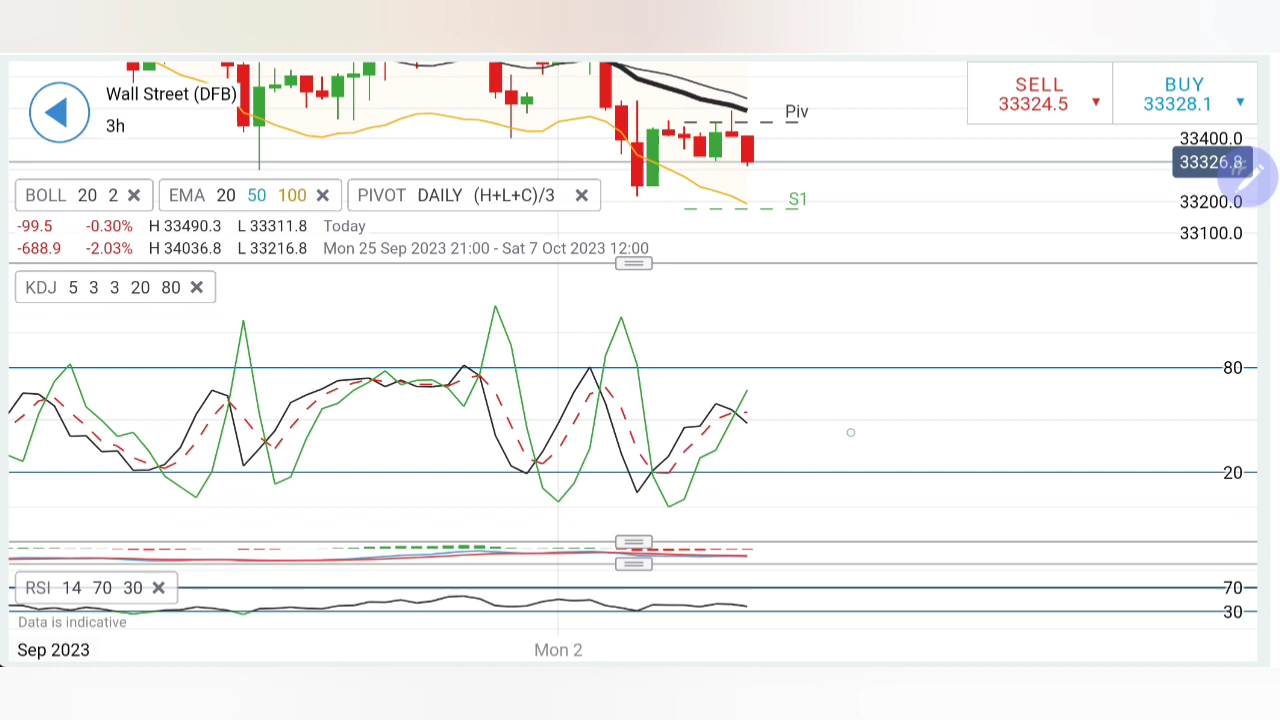 Wall Street (DFB)
3h
SELL
33324.5
BUY
33328.1
Piv
33400.0
33326.8
33200.0
33100.0
S1
BOLL 20 2
EMA 20 50 100
PIVOT DAILY (H+L+C)/3
-99.5 -0.30% H 33490.3 L 33311.8 Today
-688.9 -2.03% H 34036.8 L 33216.8 Mon 25 Sep 2023 21:00 - Sat 7 Oct 2023 12:00
KDJ 5 3 3 20 80
80
20
RSI 14 70 30
70
30
Data is indicative
Sep 2023
Mon 2